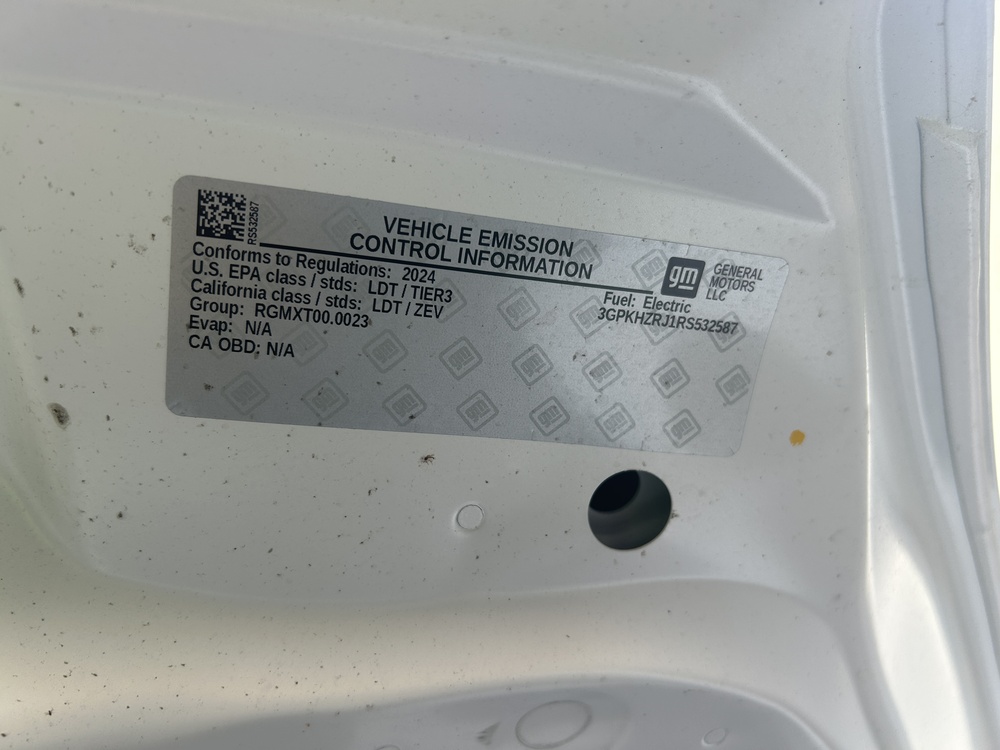 RS532587
VEHICLE EMISSION
CONTROL INFORMATION
gm
GENERAL
MOTORS
LLC
Conforms to Regulations: 2024
U.S. EPA class / stds: LDT / TIER3
California class / stds: LDT / ZEV
Group: RGMXT00.0023
Evap: N/A
CA OBD: N/A
Fuel: Electric
3GPKHZRJ1RS532587